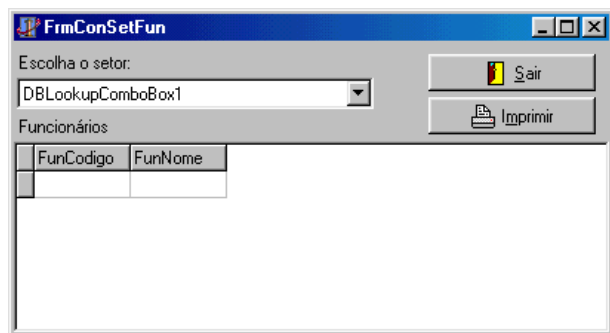 FrmConSetFun
Escolha o setor:
DBLookupComboBox1
Sair
Imprimir
Funcionários
FunCodigo FunNome